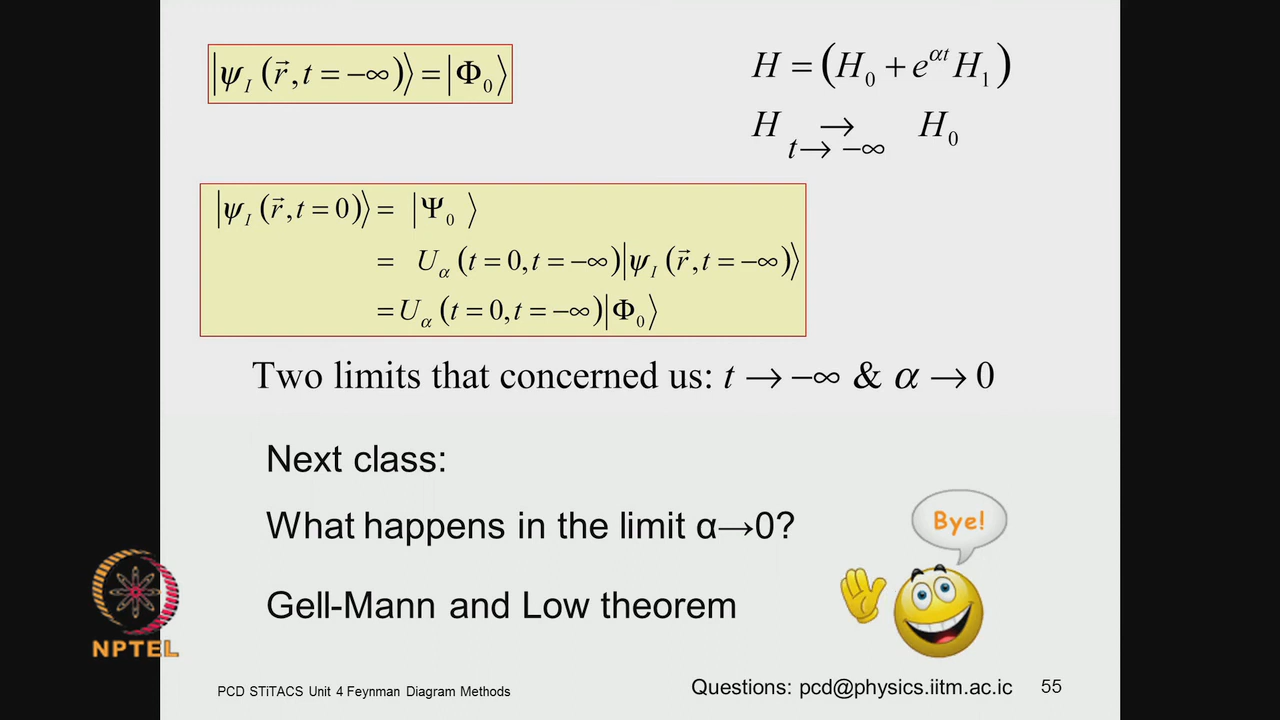 |ψ_I (r⃗, t = −∞)⟩ = |Φ_0⟩
H = (H_0 + e^{αt} H_1)
H →_{t→ −∞} H_0
|ψ_I (r⃗, t = 0)⟩ = |Ψ_0 ⟩
= U_α (t = 0, t = −∞)|ψ_I (r⃗, t = −∞)⟩
= U_α (t = 0, t = −∞)|Φ_0⟩
Two limits that concerned us: t → −∞ & α → 0
Next class:
What happens in the limit α→0?
Bye!
Gell-Mann and Low theorem
NPTEL
PCD STiTACS Unit 4 Feynman Diagram Methods
Questions: pcd@physics.iitm.ac.ic 55